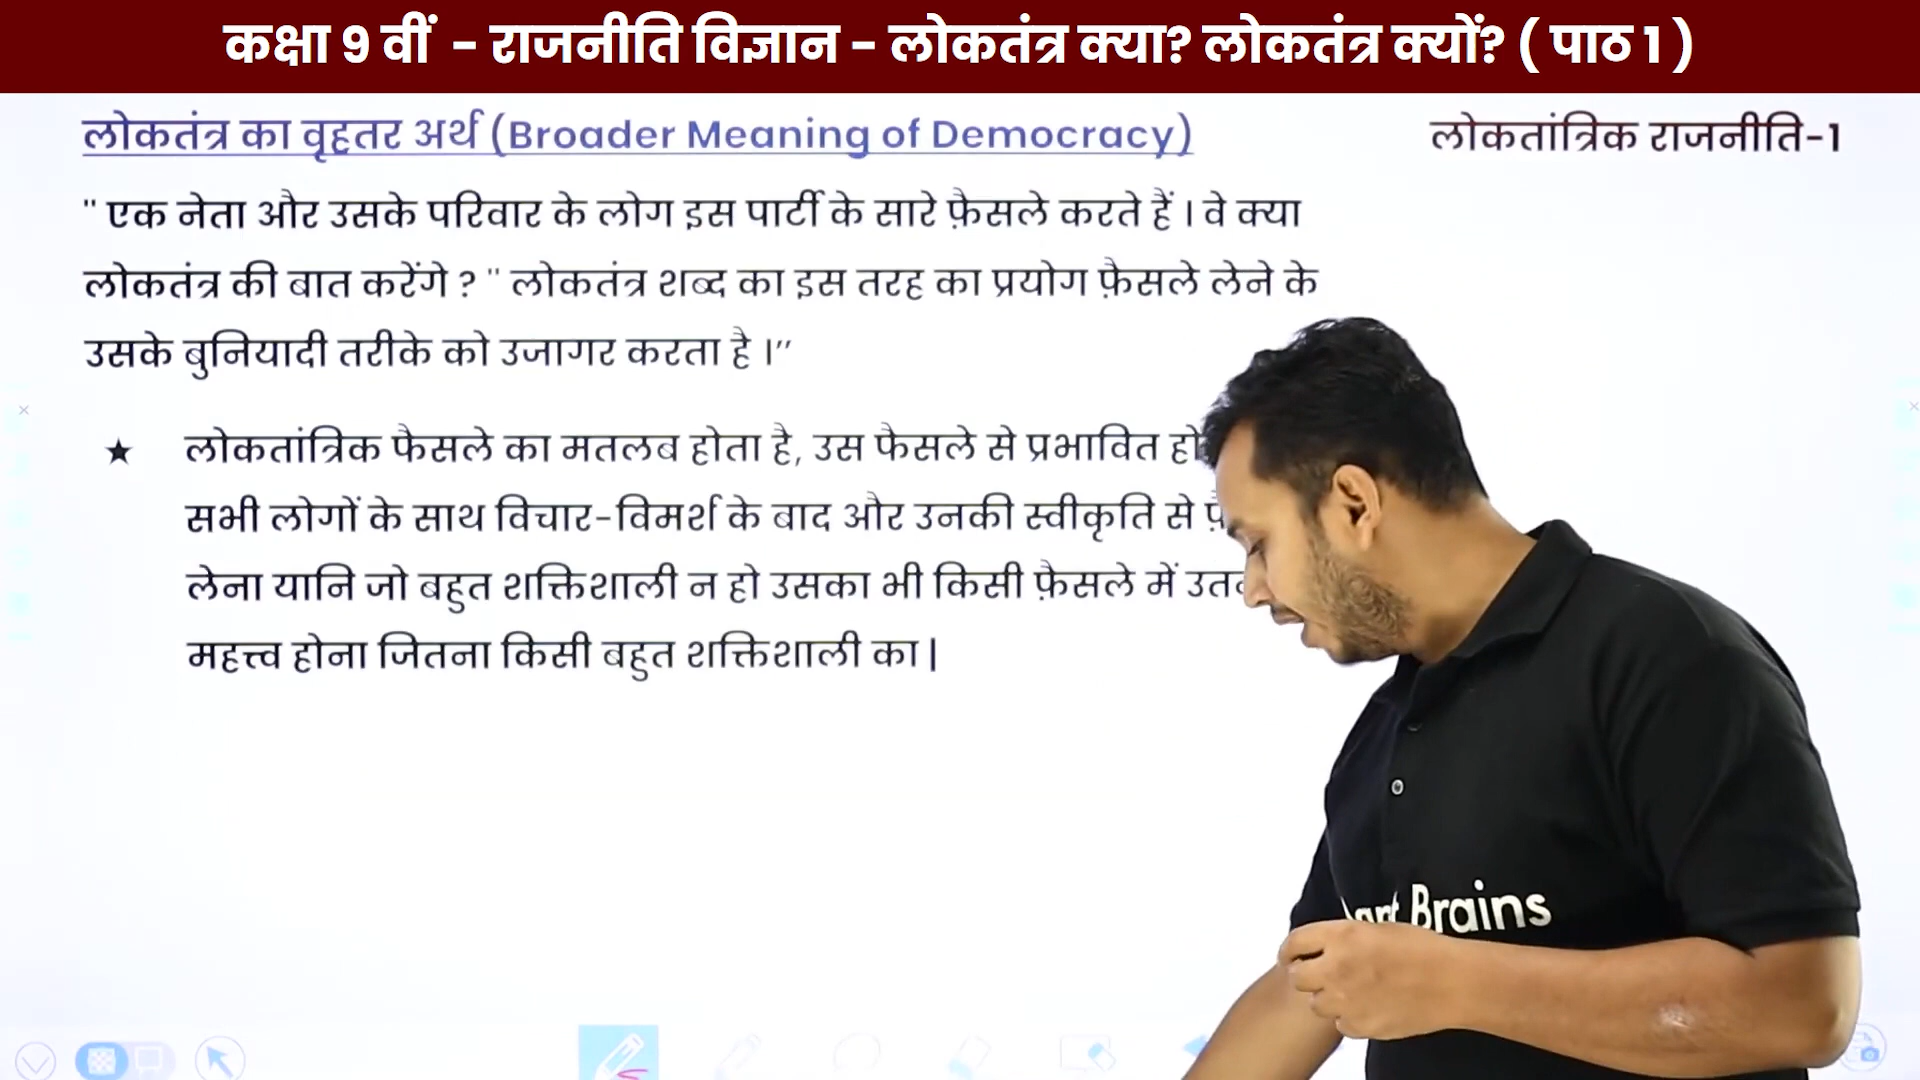 कक्षा 9 वीं - राजनीति विज्ञान - लोकतंत्र क्या? लोकतंत्र क्यों? ( पाठ 1 )
लोकतंत्र का वृहतर अर्थ (Broader Meaning of Democracy)
लोकतांत्रिक राजनीति-1
" एक नेता और उसके परिवार के लोग इस पार्टी के सारे फ़ैसले करते हैं । वे क्या
लोकतंत्र की बात करेंगे ? " लोकतंत्र शब्द का इस तरह का प्रयोग फ़ैसले लेने के
उसके बुनियादी तरीके को उजागर करता है ।”
★ लोकतांत्रिक फैसले का मतलब होता है, उस फैसले से प्रभावित
सभी लोगों के साथ विचार-विमर्श के बाद और उनकी स्वीकृति से
लेना यानि जो बहुत शक्तिशाली न हो उसका भी किसी फ़ैसले में
महत्त्व होना जितना किसी बहुत शक्तिशाली का |
Brains